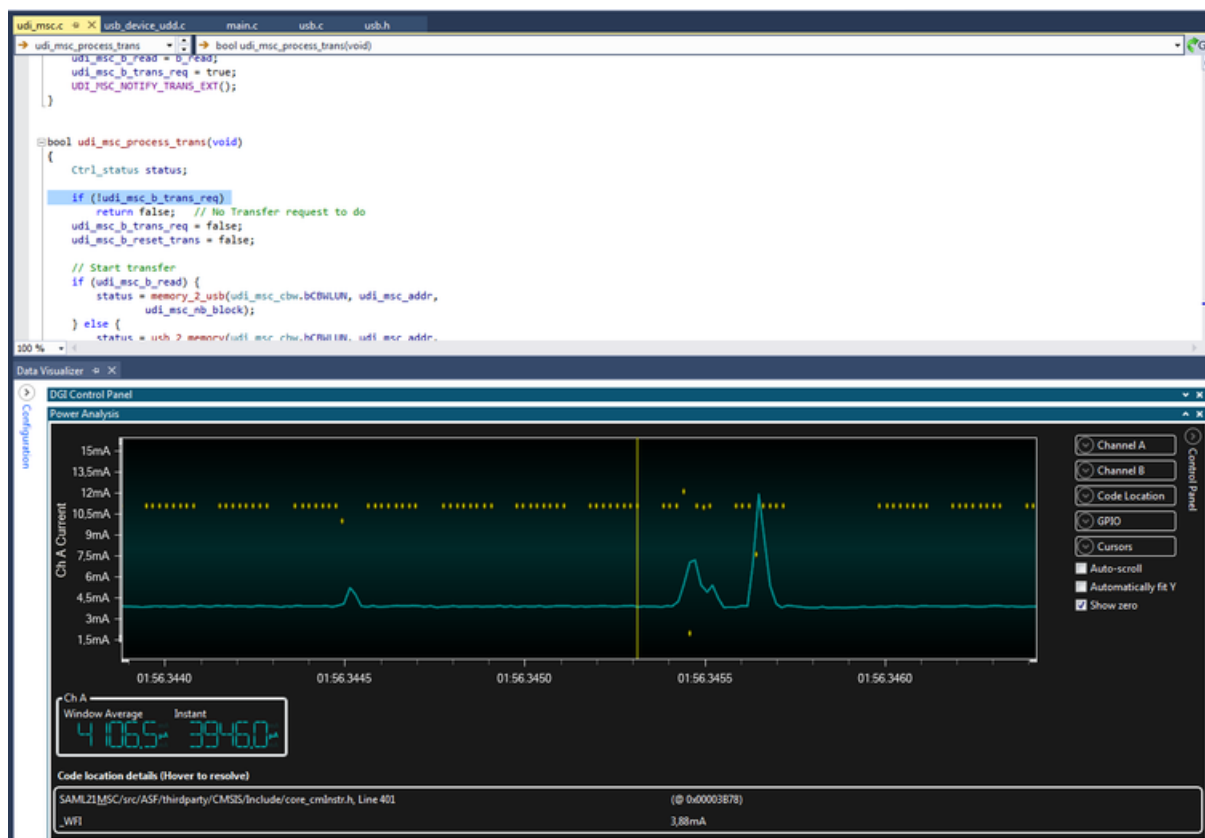 udi_msc.c usb_device_udd.c main.c usb.c usb.h
udi_msc_process_trans bool udi_msc_process_trans(void)
udi_msc_b_read = b_read;
udi_msc_b_trans_req = true;
UDI_MSC_NOTIFY_TRANS_EXT();
}
bool udi_msc_process_trans(void)
{
Ctrl_status status;
if (!udi_msc_b_trans_req)
return false; // No Transfer request to do
udi_msc_b_trans_req = false;
udi_msc_b_reset_trans = false;
// Start transfer
if (udi_msc_b_read) {
status = memory_2_usb(udi_msc_cbw.bCBWLUN, udi_msc_addr,
udi_msc_nb_block);
} else {
status = usb_2_memory(udi_msc_cbw.bCBWLUN, udi_msc_addr,
100 %
Data Visualizer
Configuration
DGI Control Panel
Power Analysis
Ch A Current
15mA
13,5mA
12mA
10,5mA
9mA
7,5mA
6mA
4,5mA
3mA
1,5mA
01:56.3440 01:56.3445 01:56.3450 01:56.3455 01:56.3460
Channel A
Channel B
Code Location
GPIO
Cursors
Auto-scroll
Automatically fit Y
Show zero
Control Panel
Ch A
Window Average Instant
4106.5 µA 3946.0 µA
Code location details (Hover to resolve)
SAML21MSC/src/ASF/thirdparty/CMSIS/Include/core_cmInstr.h, Line 401 (@ 0x00003B78)
_WFI 3,88mA